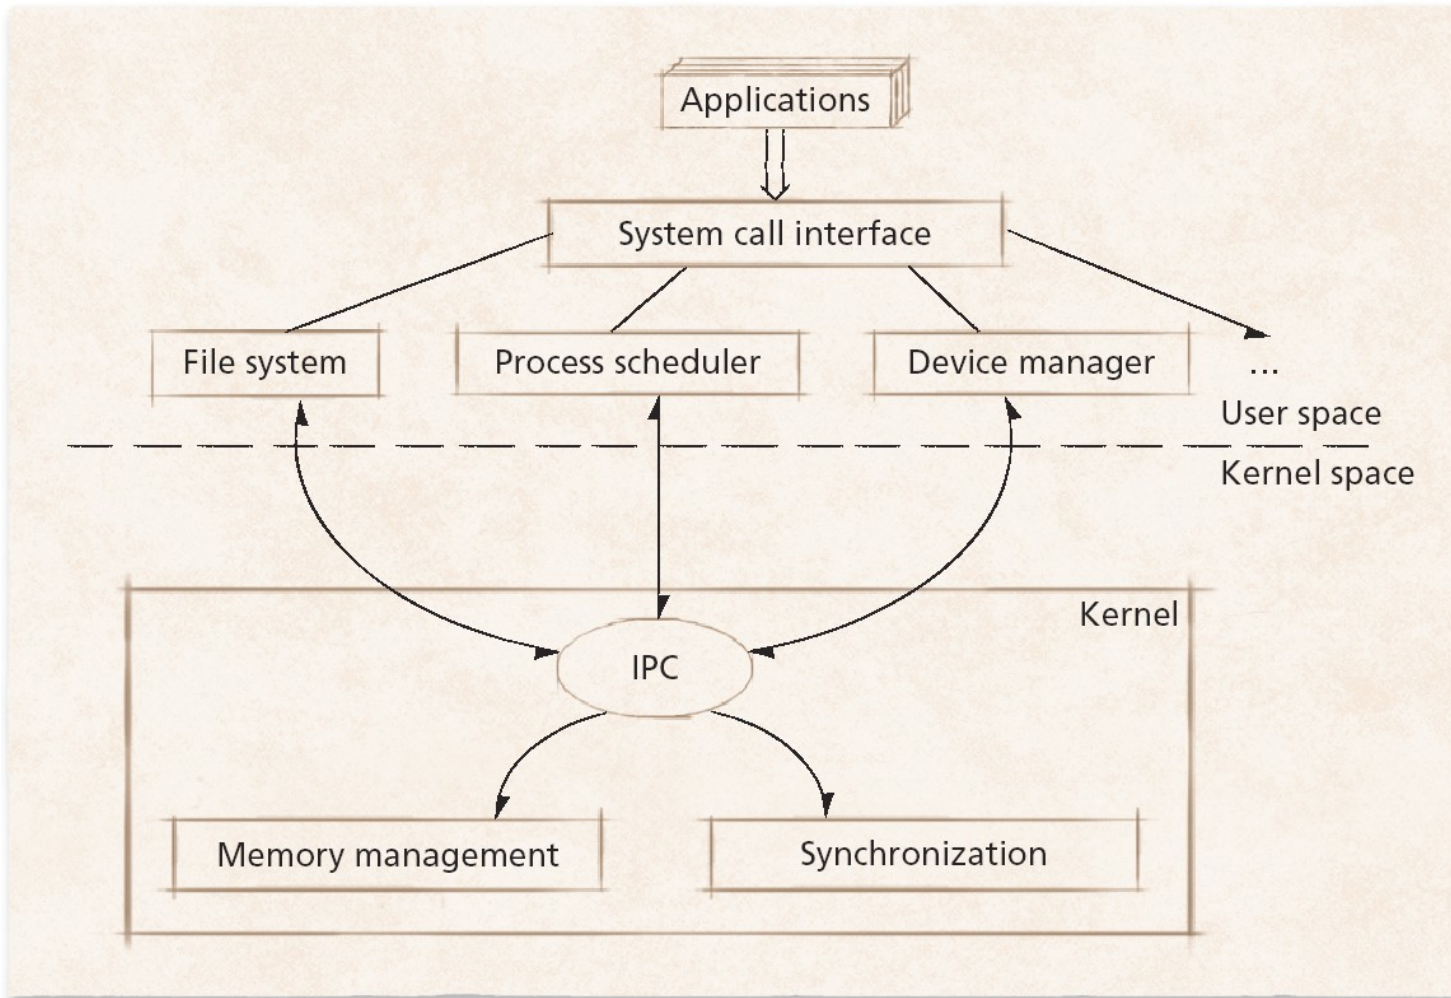 Applications
System call interface
File system
Process scheduler
Device manager
...
User space
Kernel space
Kernel
IPC
Memory management
Synchronization